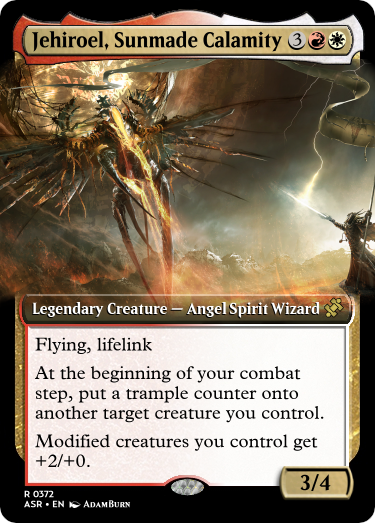 Jehiroel, Sunmade Calamity 3
Legendary Creature — Angel Spirit Wizard
Flying, lifelink
At the beginning of your combat
step, put a trample counter onto
another target creature you control.
Modified creatures you control get
+2/+0.
3/4
R 0372
ASR • EN AdamBurn